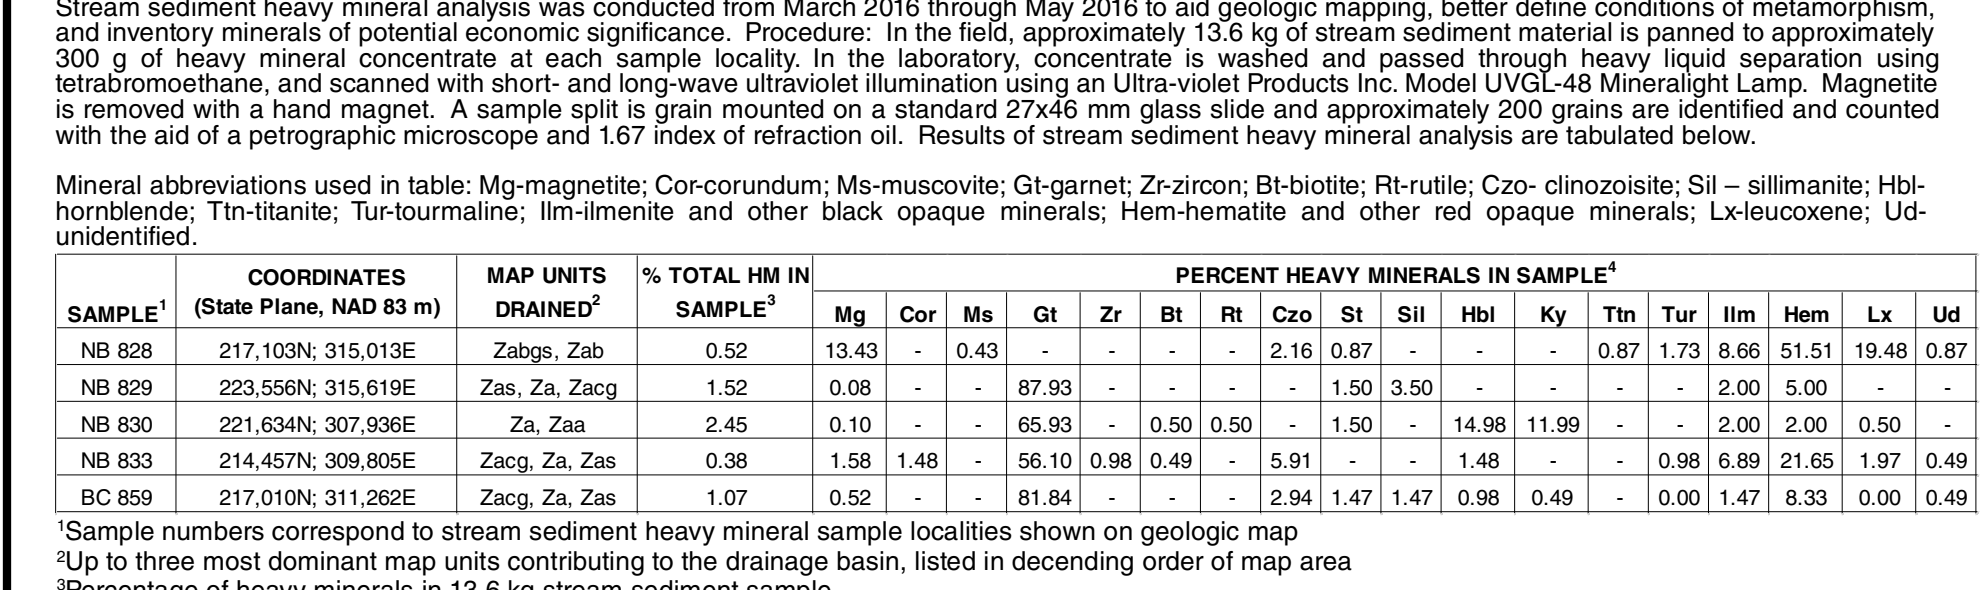 Stream sediment heavy mineral analysis was conducted from March 2016 through May 2016 to aid geologic mapping, better define conditions of metamorphism,
and inventory minerals of potential economic significance. Procedure: In the field, approximately 13.6 kg of stream sediment material is panned to approximately
300 g of heavy mineral concentrate at each sample locality. In the laboratory, concentrate is washed and passed through heavy liquid separation using
tetrabromoethane, and scanned with short- and long-wave ultraviolet illumination using an Ultra-violet Products Inc. Model UVGL-48 Mineralight Lamp. Magnetite
is removed with a hand magnet. A sample split is grain mounted on a standard 27x46 mm glass slide and approximately 200 grains are identified and counted
with the aid of a petrographic microscope and 1.67 index of refraction oil. Results of stream sediment heavy mineral analysis are tabulated below.
Mineral abbreviations used in table: Mg-magnetite; Cor-corundum; Ms-muscovite; Gt-garnet; Zr-zircon; Bt-biotite; Rt-rutile; Czo- clinozoisite; Sil – sillimanite; Hbl-
hornblende; Ttn-titanite; Tur-tourmaline; Ilm-ilmenite and other black opaque minerals; Hem-hematite and other red opaque minerals; Lx-leucoxene; Ud-
unidentified.
SAMPLE¹ COORDINATES (State Plane, NAD 83 m) MAP UNITS DRAINED² % TOTAL HM IN SAMPLE³ PERCENT HEAVY MINERALS IN SAMPLE⁴
Mg Cor Ms Gt Zr Bt Rt Czo St Sil Hbl Ky Ttn Tur Ilm Hem Lx Ud
NB 828 217,103N; 315,013E Zabgs, Zab 0.52 13.43 - 0.43 - - - - 2.16 0.87 - - - 0.87 1.73 8.66 51.51 19.48 0.87
NB 829 223,556N; 315,619E Zas, Za, Zacg 1.52 0.08 - - 87.93 - - - - 1.50 3.50 - - - - 2.00 5.00 - -
NB 830 221,634N; 307,936E Za, Zaa 2.45 0.10 - - 65.93 - 0.50 0.50 - 1.50 - 14.98 11.99 - - 2.00 2.00 0.50 -
NB 833 214,457N; 309,805E Zacg, Za, Zas 0.38 1.58 1.48 - 56.10 0.98 0.49 - 5.91 - - 1.48 - - 0.98 6.89 21.65 1.97 0.49
BC 859 217,010N; 311,262E Zacg, Za, Zas 1.07 0.52 - - 81.84 - - - 2.94 1.47 1.47 0.98 0.49 - 0.00 1.47 8.33 0.00 0.49
¹Sample numbers correspond to stream sediment heavy mineral sample localities shown on geologic map
²Up to three most dominant map units contributing to the drainage basin, listed in decending order of map area
³Percentage of heavy minerals in 13.6 kg stream sediment sample